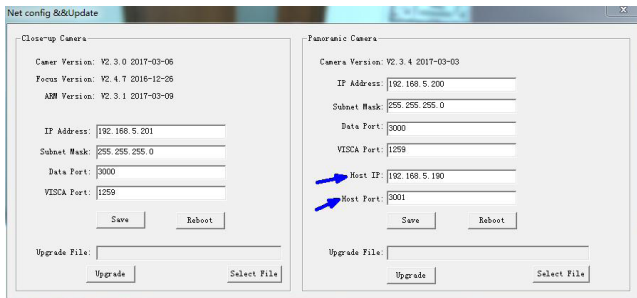 Net config &&Update
Close-up Camera
Camer Version: V2.3.0 2017-03-06
Focus Version: V2.4.7 2016-12-26
ARM Version: V2.3.1 2017-03-09
IP Address: 192.168.5.201
Subnet Mask: 255.255.255.0
Data Port: 3000
VISCA Port: 1259
Save Reboot
Upgrade File:
Upgrade Select File
Panoramic Camera
Camera Version: V2.3.4 2017-03-03
IP Address: 192.168.5.200
Subnet Mask: 255.255.255.0
Data Port: 3000
VISCA Port: 1259
Host IP: 192.168.5.190
Host Port: 3001
Save Reboot
Upgrade File:
Upgrade Select File